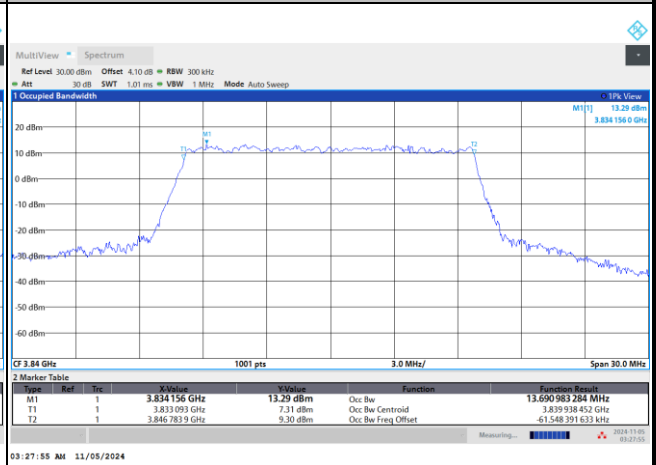 MultiView Spectrum
Ref Level 30.00 dBm Offset 4.10 dB RBW 300 kHz
Att 30 dB SWT 1.01 ms VBW 1 MHz Mode Auto Sweep
1 Occupied Bandwidth 1Pk View
M1[1] 13.29 dBm
3.834 156 0 GHz
20 dBm
M1
T1
T2
10 dBm
0 dBm
-10 dBm
-20 dBm
-30 dBm
-40 dBm
-50 dBm
-60 dBm
CF 3.84 GHz 1001 pts 3.0 MHz/ Span 30.0 MHz
2 Marker Table
Type Ref Trc X-Value Y-Value Function Function Result
M1 1 3.834 156 GHz 13.29 dBm Occ Bw 13.690 983 284 MHz
T1 1 3.833 093 GHz 7.31 dBm Occ Bw Centroid 3.839 938 452 GHz
T2 1 3.846 783 9 GHz 9.30 dBm Occ Bw Freq Offset -61.548 391 633 kHz
Measuring... 2024-11-05
03:27:55
03:27:55 AM 11/05/2024